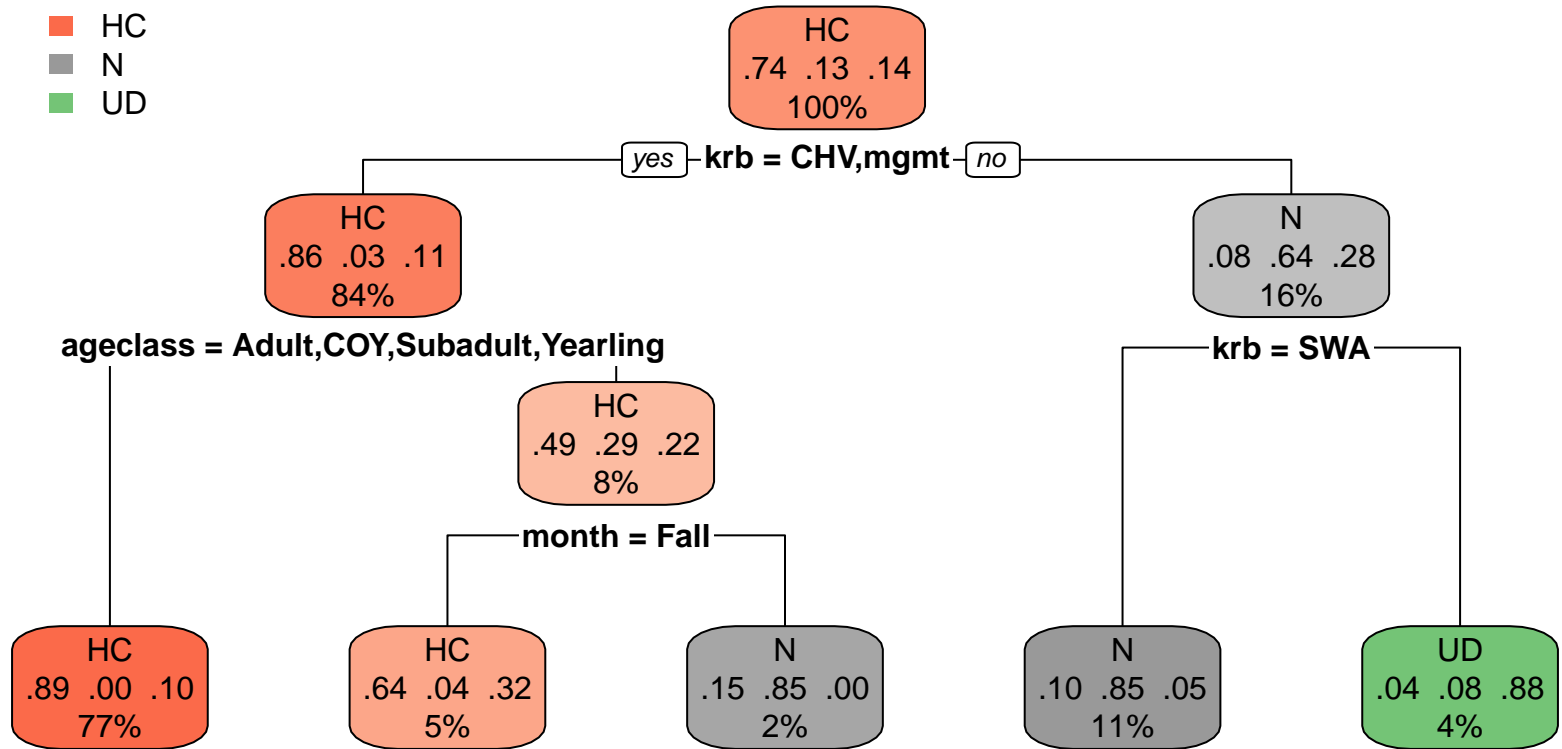 HC
N
UD
HC
.74 .13 .14
100%
yes krb = CHV,mgmt no
HC
.86 .03 .11
84%
N
.08 .64 .28
16%
ageclass = Adult,COY,Subadult,Yearling
krb = SWA
HC
.49 .29 .22
8%
month = Fall
HC
.89 .00 .10
77%
HC
.64 .04 .32
5%
N
.15 .85 .00
2%
N
.10 .85 .05
11%
UD
.04 .08 .88
4%